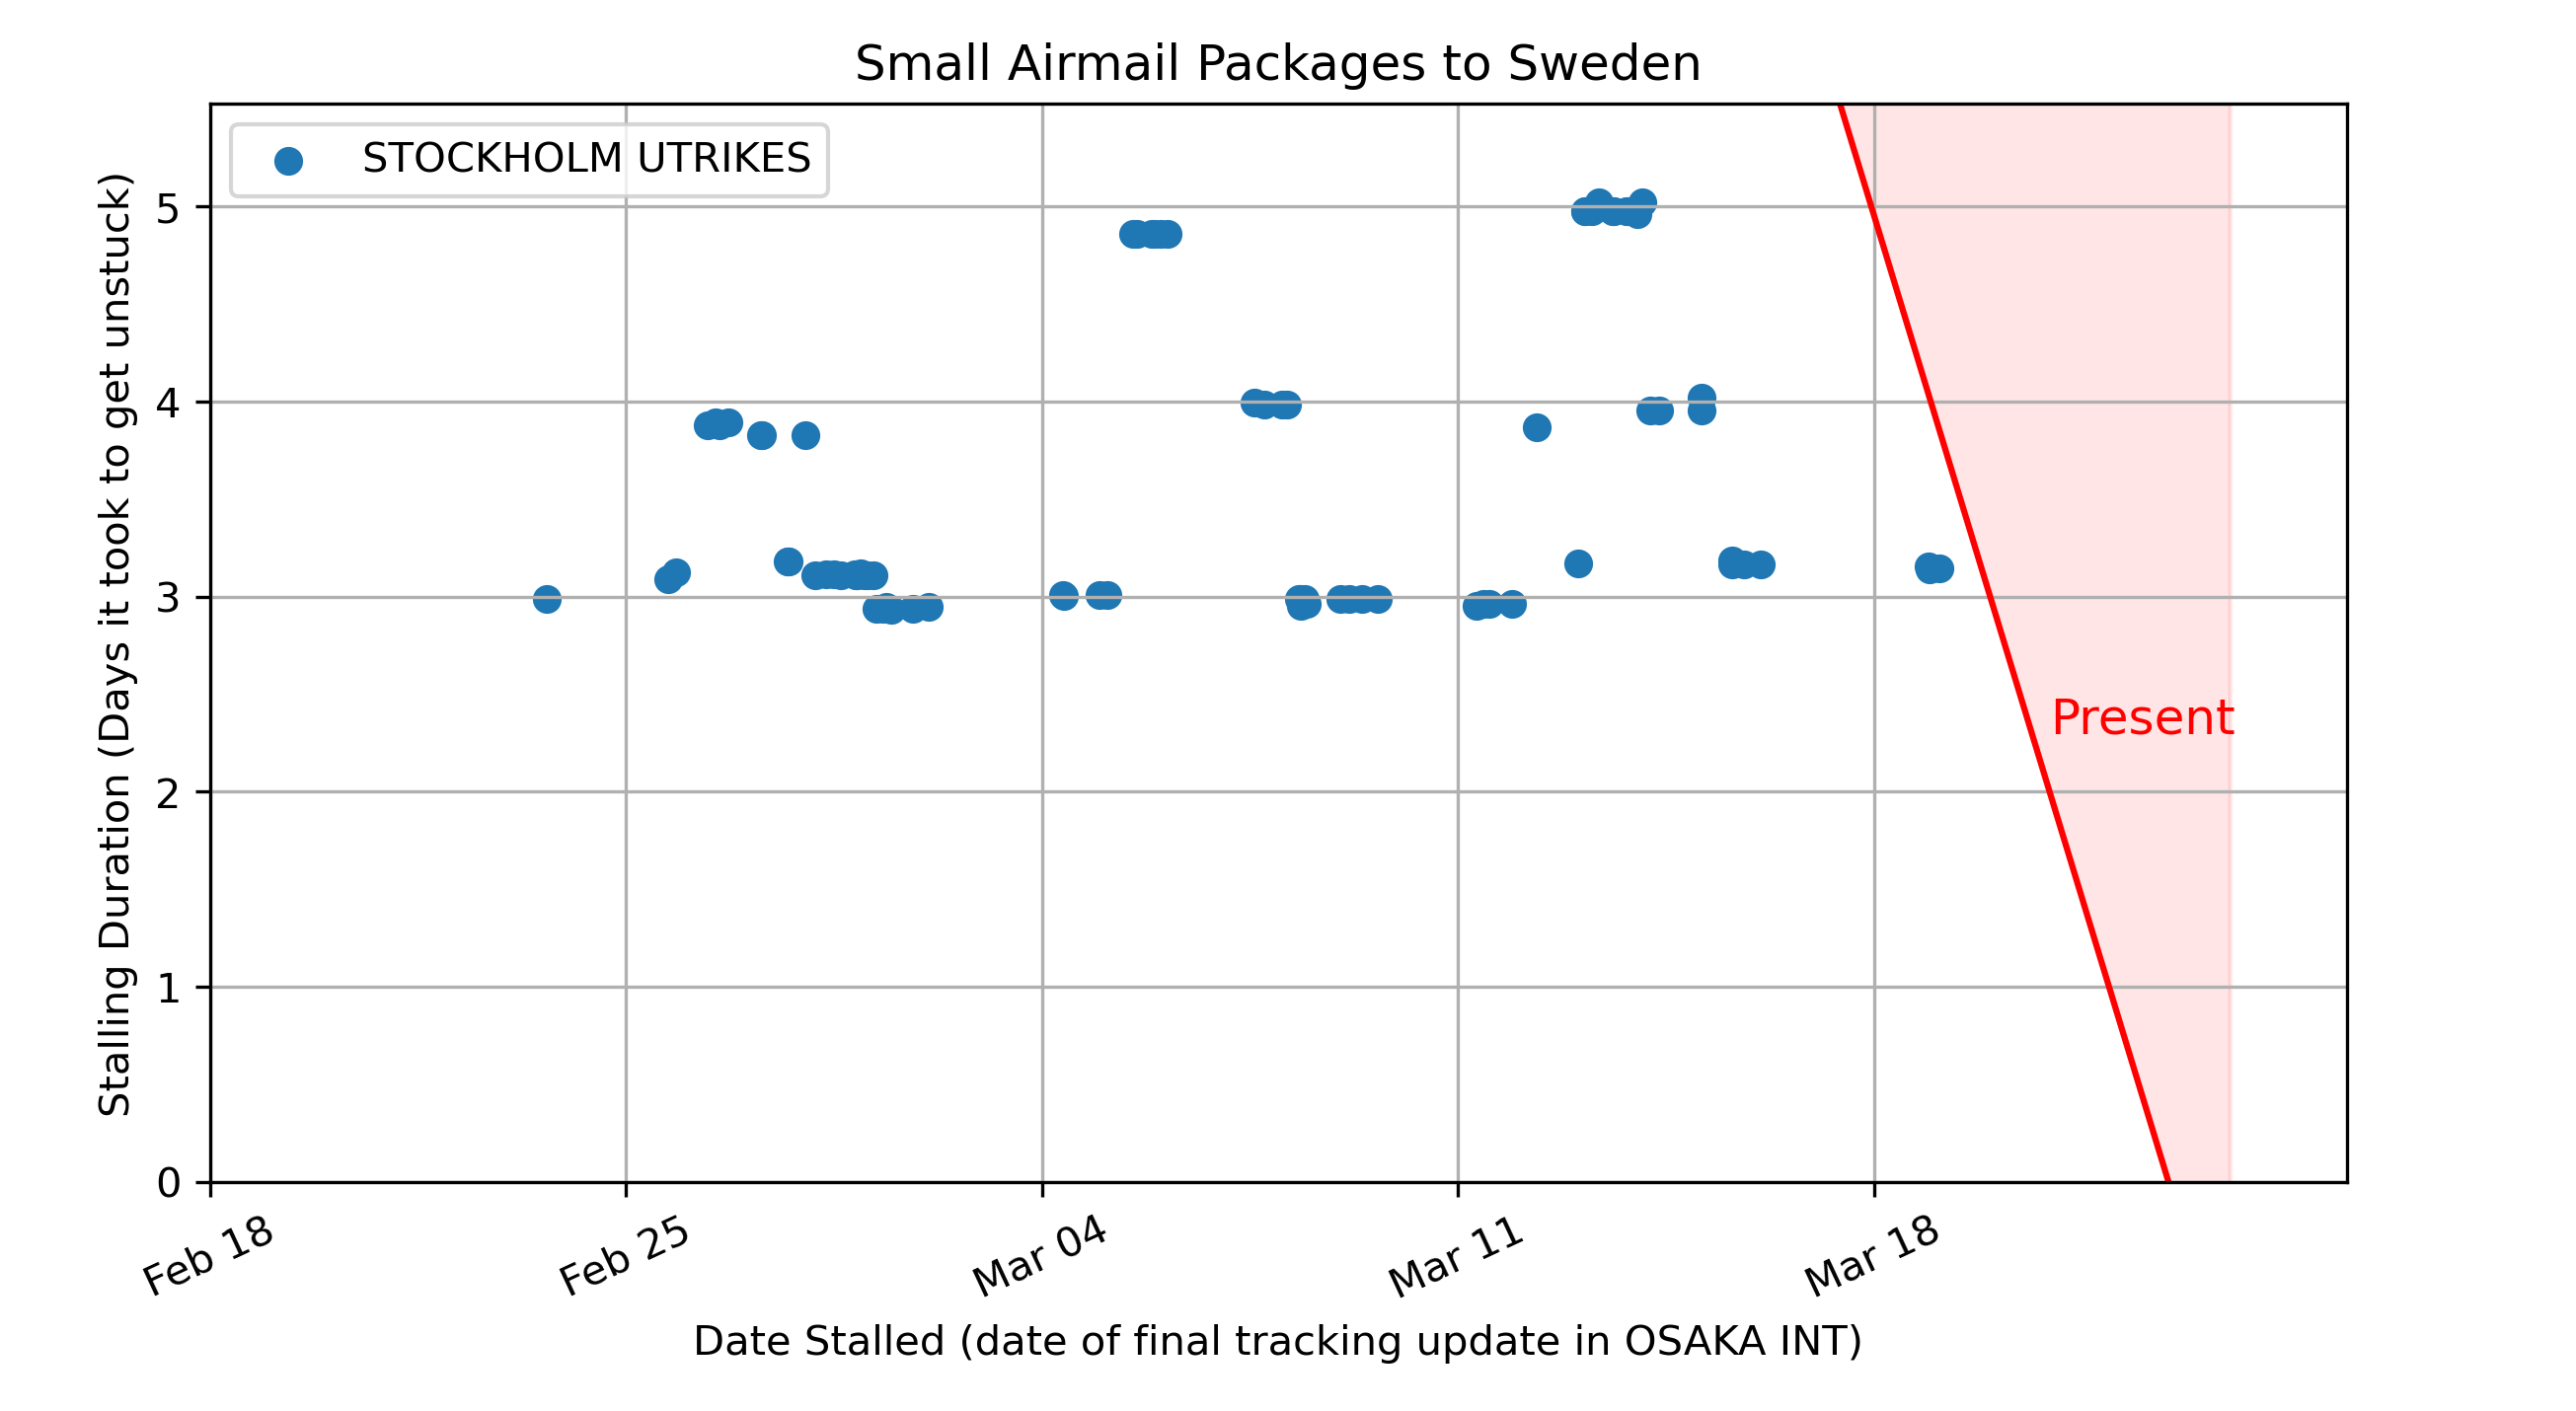 Small Airmail Packages to Sweden
STOCKHOLM UTRIKES
Stalling Duration (Days it took to get unstuck)
5
4
3
2
1
0
Present
Feb 18
Feb 25
Mar 04
Mar 11
Mar 18
Date Stalled (date of final tracking update in OSAKA INT)